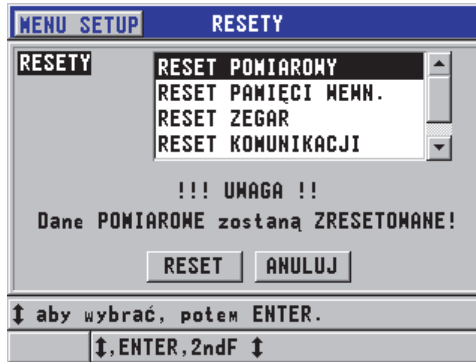 MENU SETUP RESETY
RESETY
RESET POMIAROWY
RESET PAMIĘCI WEWN.
RESET ZEGAR
RESET KOMUNIKACJI
!!! UWAGA !!
Dane POMIAROWE zostaną ZRESETOWANE!
RESET ANULUJ
↕ aby wybrać, potem ENTER.
↕,ENTER,2ndF ↕